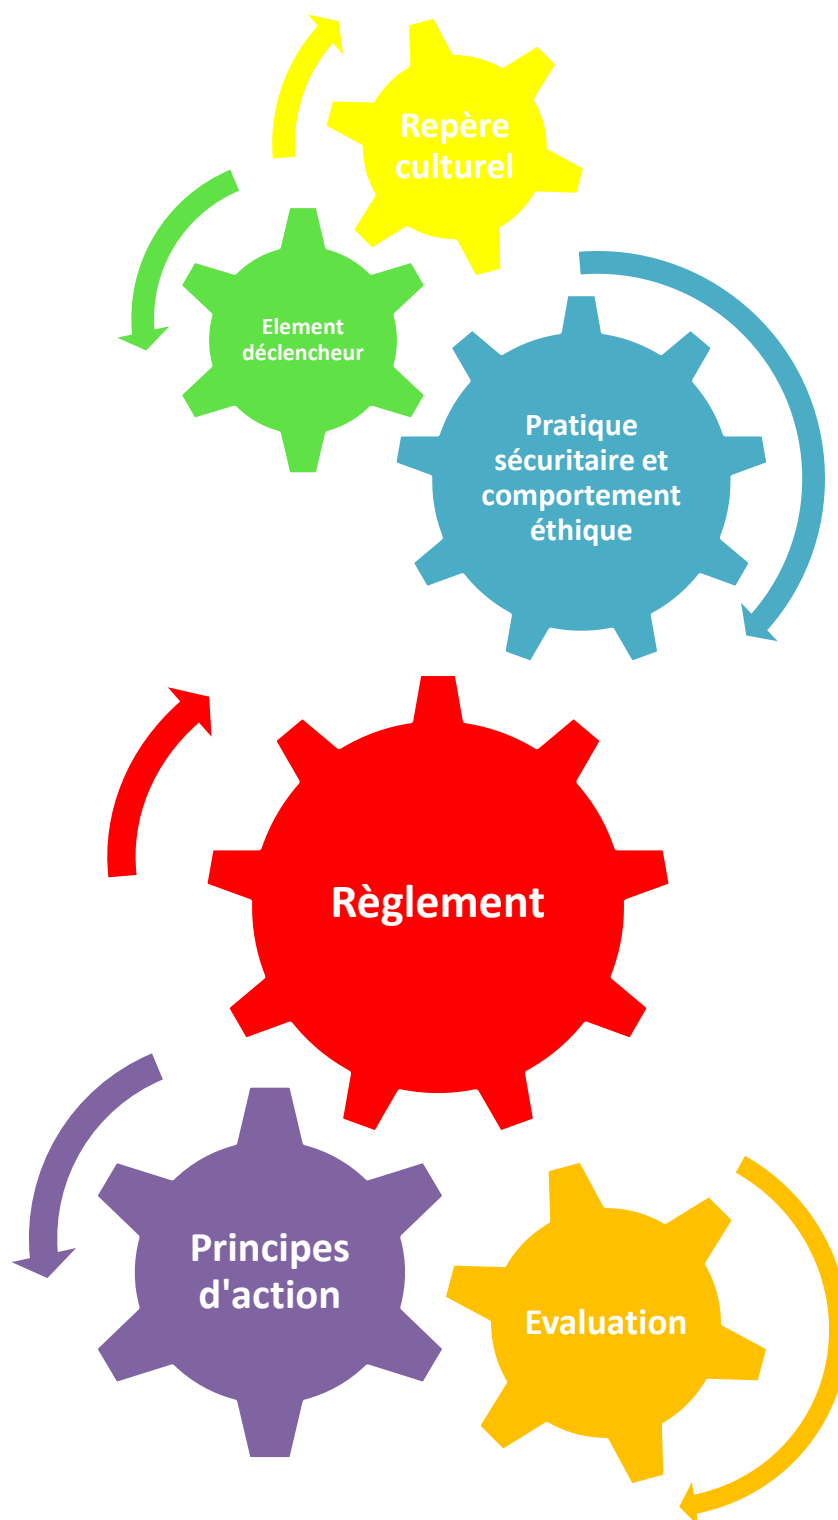 Repère
culturel
Element
déclencheur
Pratique
sécuritaire et
comportement
éthique
Règlement
Principes
d'action
Evaluation